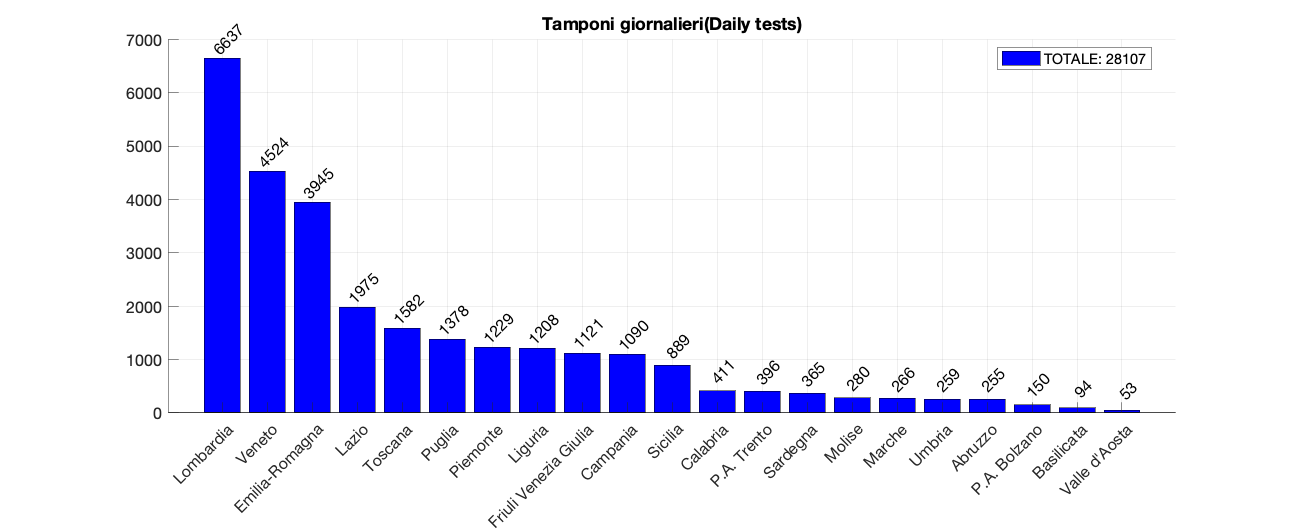 Tamponi giornalieri(Daily tests)
TOTALE: 28107
7000
6000
5000
4000
3000
2000
1000
0
6637
4524
3945
1975
1582
1378
1229
1208
1121
1090
889
411
396
365
280
266
259
255
150
94
53
Lombardia
Veneto
Emilia-Romagna
Lazio
Toscana
Puglia
Piemonte
Liguria
Friuli Venezia Giulia
Campania
Sicilia
Calabria
P.A. Trento
Sardegna
Molise
Marche
Umbria
Abruzzo
P.A. Bolzano
Basilicata
Valle d'Aosta